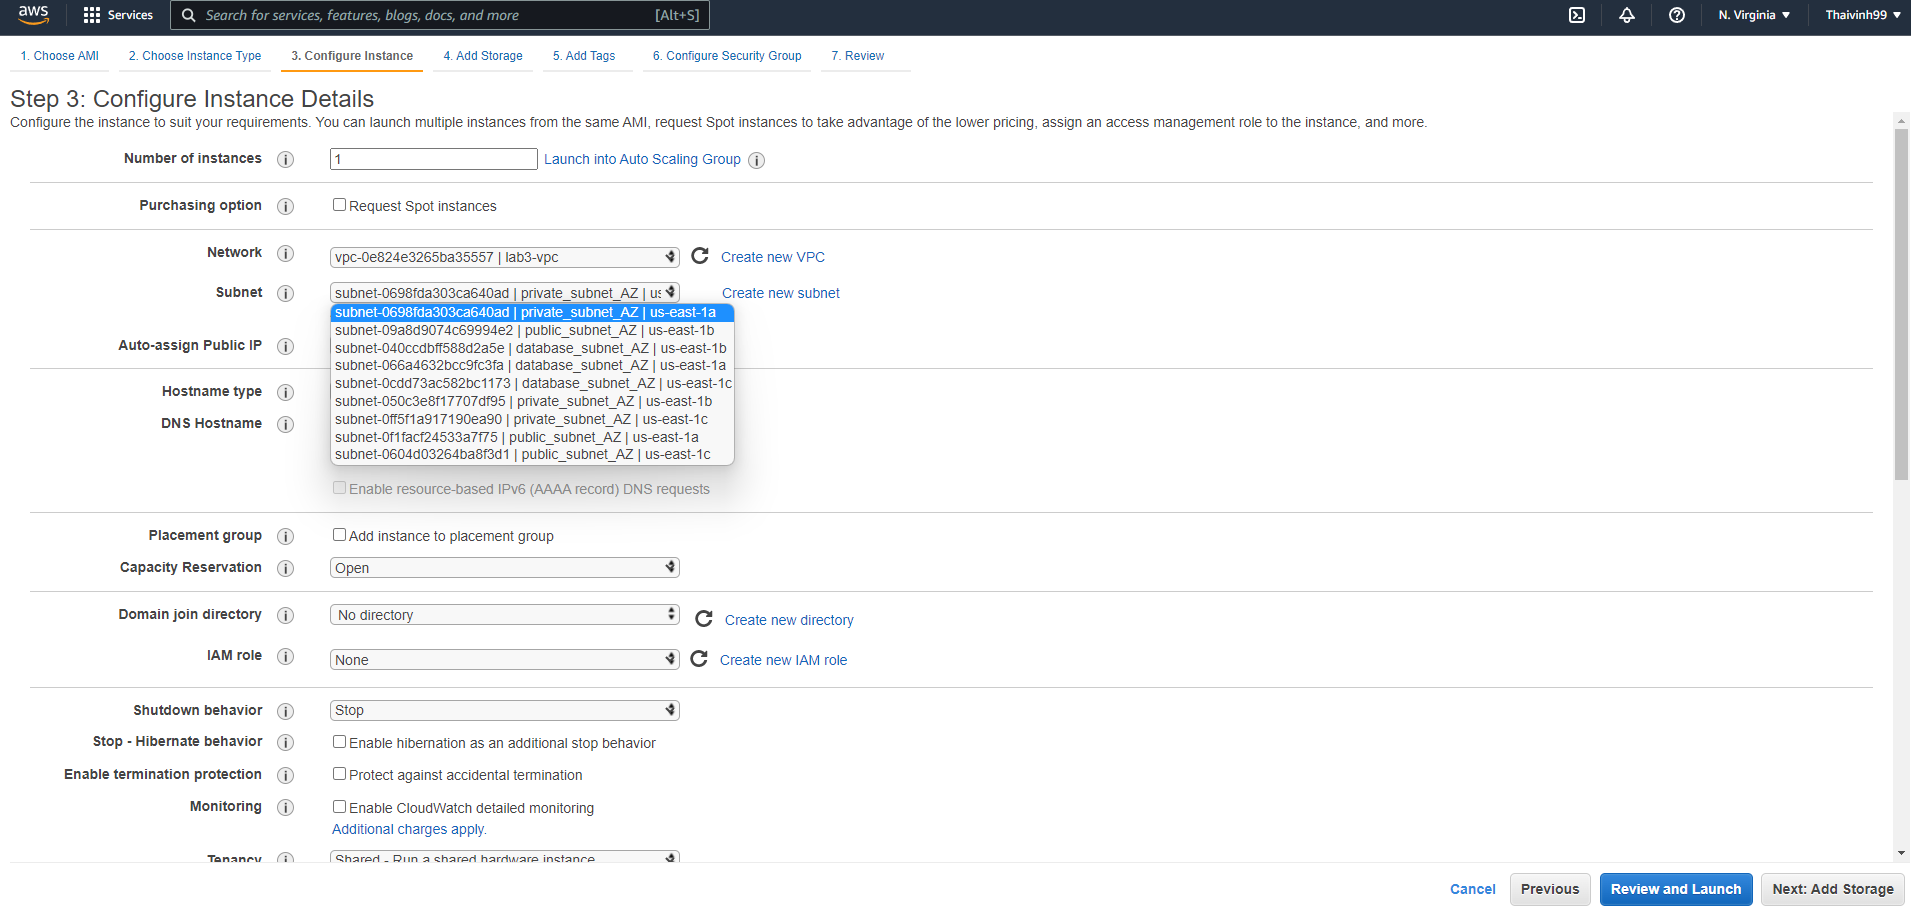 aws Services Search for services, features, blogs, docs, and more [Alt+S] N. Virginia Thaivinh99
1. Choose AMI 2. Choose Instance Type 3. Configure Instance 4. Add Storage 5. Add Tags 6. Configure Security Group 7. Review
Step 3: Configure Instance Details
Configure the instance to suit your requirements. You can launch multiple instances from the same AMI, request Spot instances to take advantage of the lower pricing, assign an access management role to the instance, and more.
Number of instances 1 Launch into Auto Scaling Group
Purchasing option Request Spot instances
Network vpc-0e824e3265ba35557 | lab3-vpc Create new VPC
Subnet subnet-0698fda303ca640ad | private_subnet_AZ | us Create new subnet
subnet-0698fda303ca640ad | private_subnet_AZ | us-east-1a
subnet-09a8d9074c69994e2 | public_subnet_AZ | us-east-1b
Auto-assign Public IP subnet-040ccdbff588d2a5e | database_subnet_AZ | us-east-1b
subnet-066a4632bcc9fc3fa | database_subnet_AZ | us-east-1a
subnet-0cdd73ac582bc1173 | database_subnet_AZ | us-east-1c
Hostname type subnet-050c3e8f17707df95 | private_subnet_AZ | us-east-1b
DNS Hostname subnet-0ff5f1a917190ea90 | private_subnet_AZ | us-east-1c
subnet-0f1facf24533a7f75 | public_subnet_AZ | us-east-1a
subnet-0604d03264ba8f3d1 | public_subnet_AZ | us-east-1c
Enable resource-based IPv6 (AAAA record) DNS requests
Placement group Add instance to placement group
Capacity Reservation Open
Domain join directory No directory Create new directory
IAM role None Create new IAM role
Shutdown behavior Stop
Stop - Hibernate behavior Enable hibernation as an additional stop behavior
Enable termination protection Protect against accidental termination
Monitoring Enable CloudWatch detailed monitoring
Additional charges apply.
Tenancy Shared - Run a shared hardware instance
Cancel Previous Review and Launch Next: Add Storage